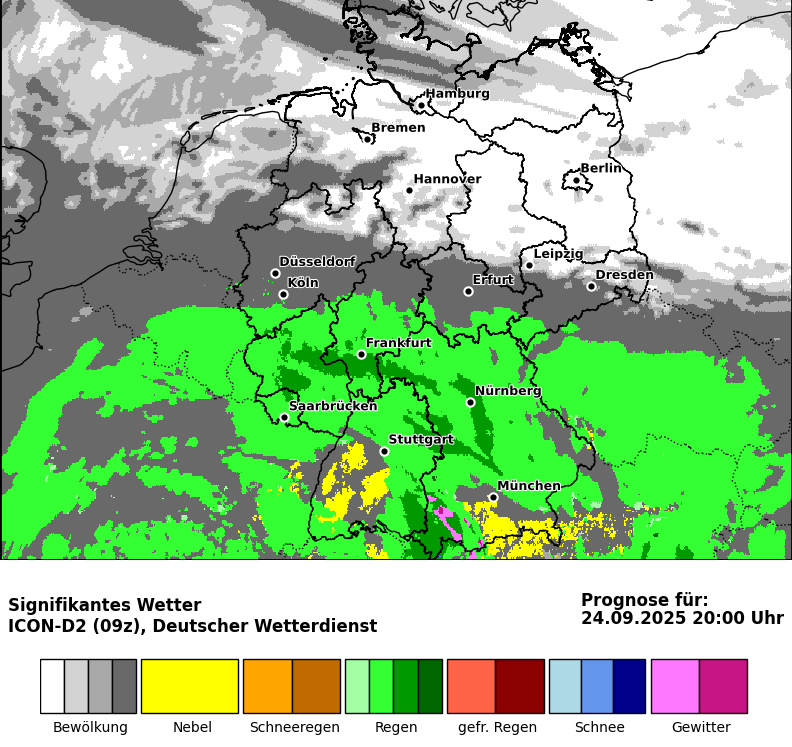 Hamburg
Bremen
Berlin
Hannover
Leipzig
Düsseldorf
Dresden
Köln
Erfurt
Frankfurt
Nürnberg
Saarbrücken
Stuttgart
München
Signifikantes Wetter
ICON-D2 (09z), Deutscher Wetterdienst
Prognose für:
24.09.2025 20:00 Uhr
Bewölkung Nebel Schneeregen Regen gefr. Regen Schnee Gewitter